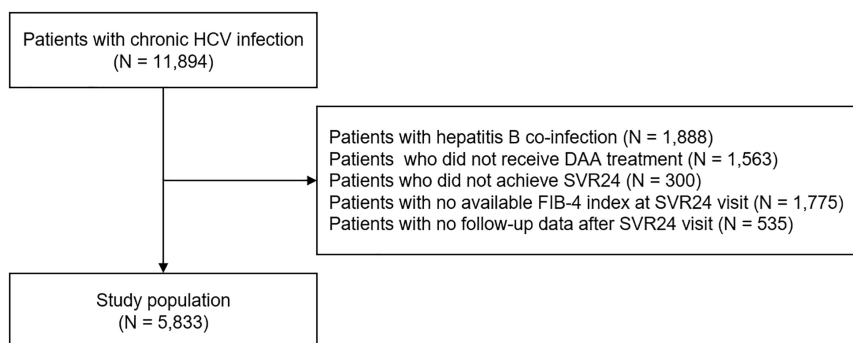 Patients with chronic HCV infection
(N = 11,894)
Patients with hepatitis B co-infection (N = 1,888)
Patients who did not receive DAA treatment (N = 1,563)
Patients who did not achieve SVR24 (N = 300)
Patients with no available FIB-4 index at SVR24 visit (N = 1,775)
Patients with no follow-up data after SVR24 visit (N = 535)
Study population
(N = 5,833)